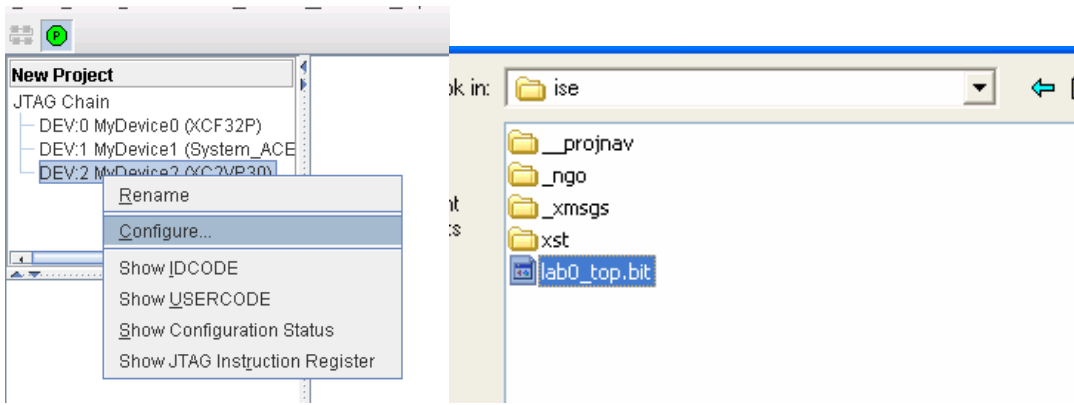 P
New Project
JTAG Chain
DEV:0 MyDevice0 (XCF32P)
DEV:1 MyDevice1 (System_ACE
DEV:2 MyDevice2 (XC2VP30)
Rename
Configure...
Show IDCODE
Show USERCODE
Show Configuration Status
Show JTAG Instruction Register
ok in:
ise
__projnav
_ngo
_xmsgs
xst
lab0_top.bit